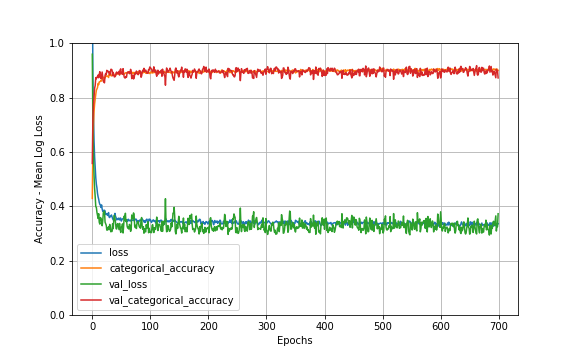 1.0
0.8
0.6
0.4
0.2
0.0
Accuracy - Mean Log Loss
loss
categorical_accuracy
val_loss
val_categorical_accuracy
0 100 200 300 400 500 600 700
Epochs